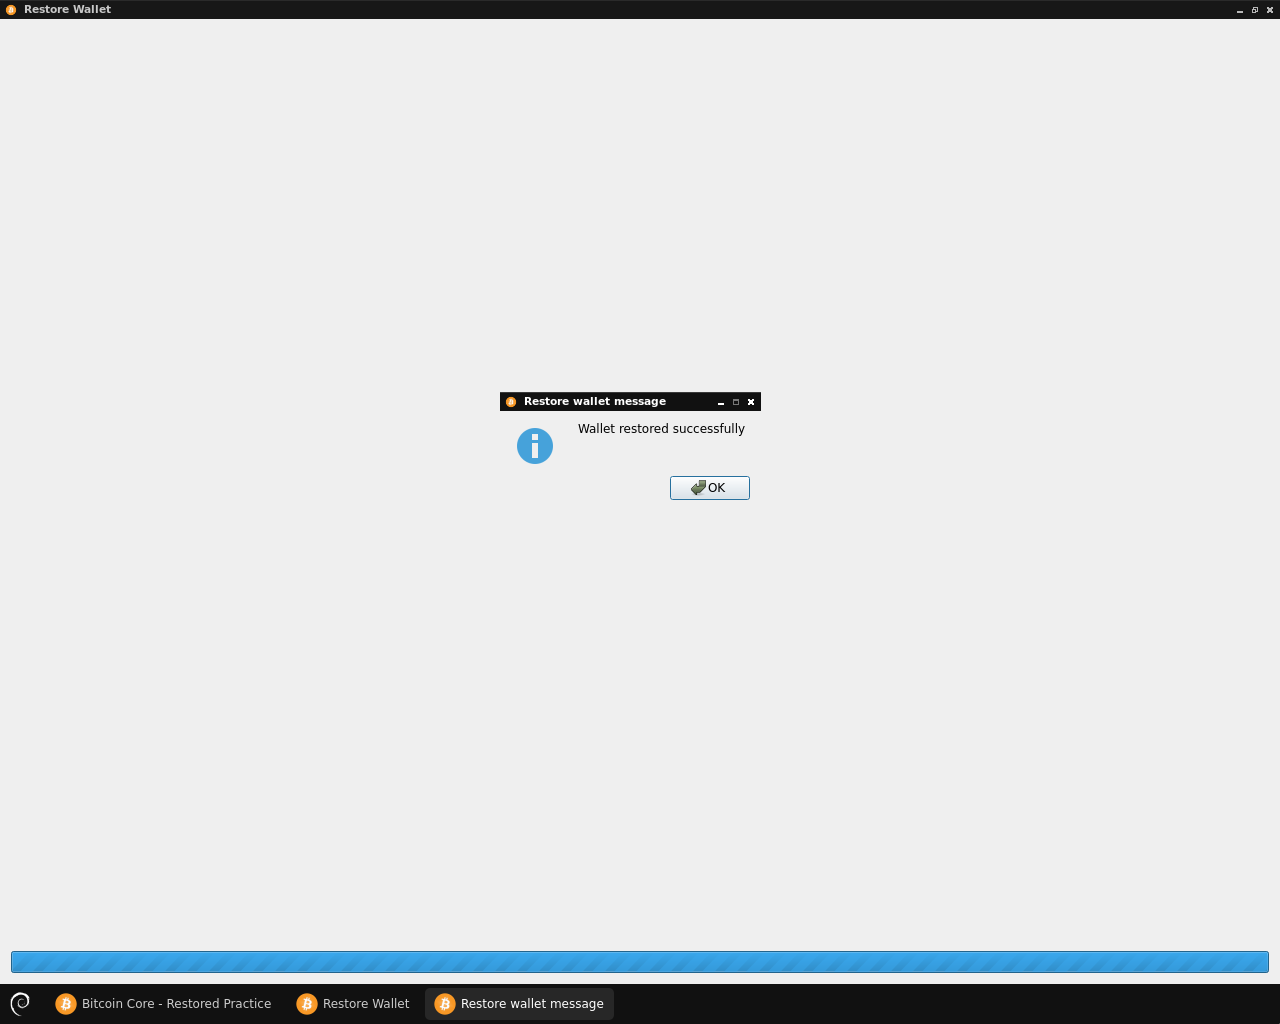 Restore Wallet
Restore wallet message
Wallet restored successfully
OK
Bitcoin Core - Restored Practice
Restore Wallet
Restore wallet message